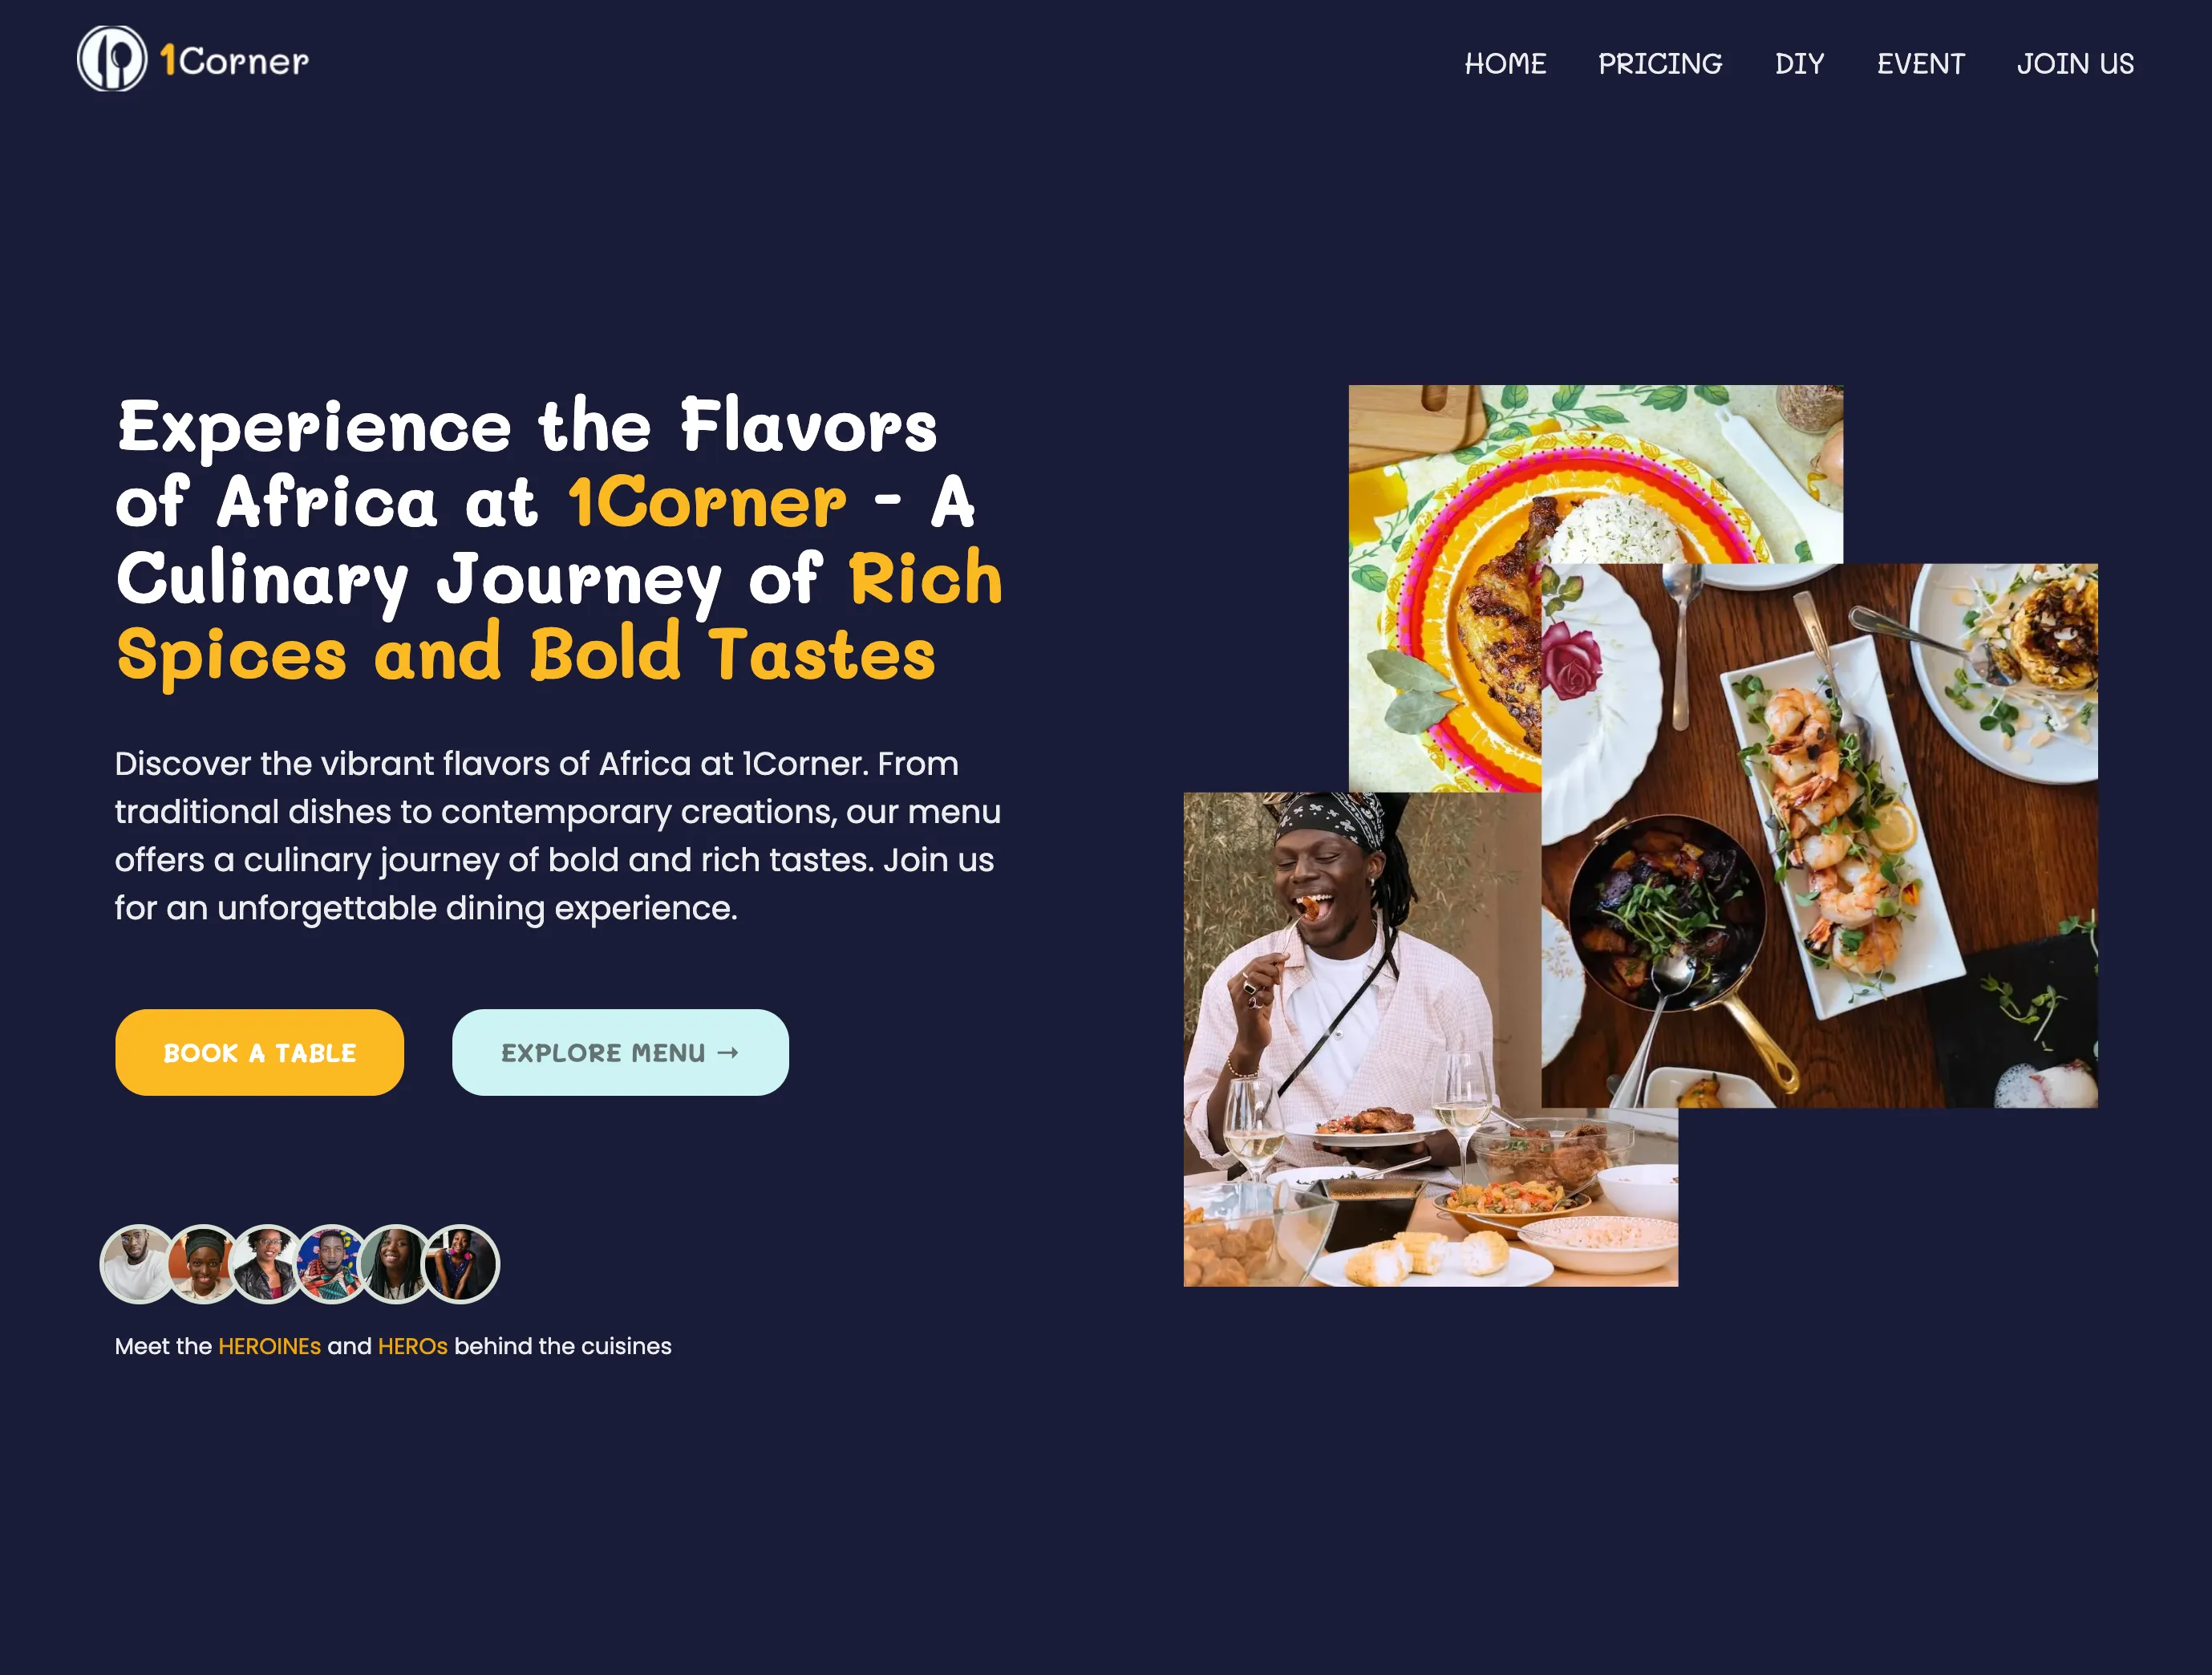 1Corner
HOME PRICING DIY EVENT JOIN US
Experience the Flavors
of Africa at 1Corner - A
Culinary Journey of Rich
Spices and Bold Tastes
Discover the vibrant flavors of Africa at 1Corner. From
traditional dishes to contemporary creations, our menu
offers a culinary journey of bold and rich tastes. Join us
for an unforgettable dining experience.
BOOK A TABLE
EXPLORE MENU →
Meet the HEROINEs and HEROs behind the cuisines